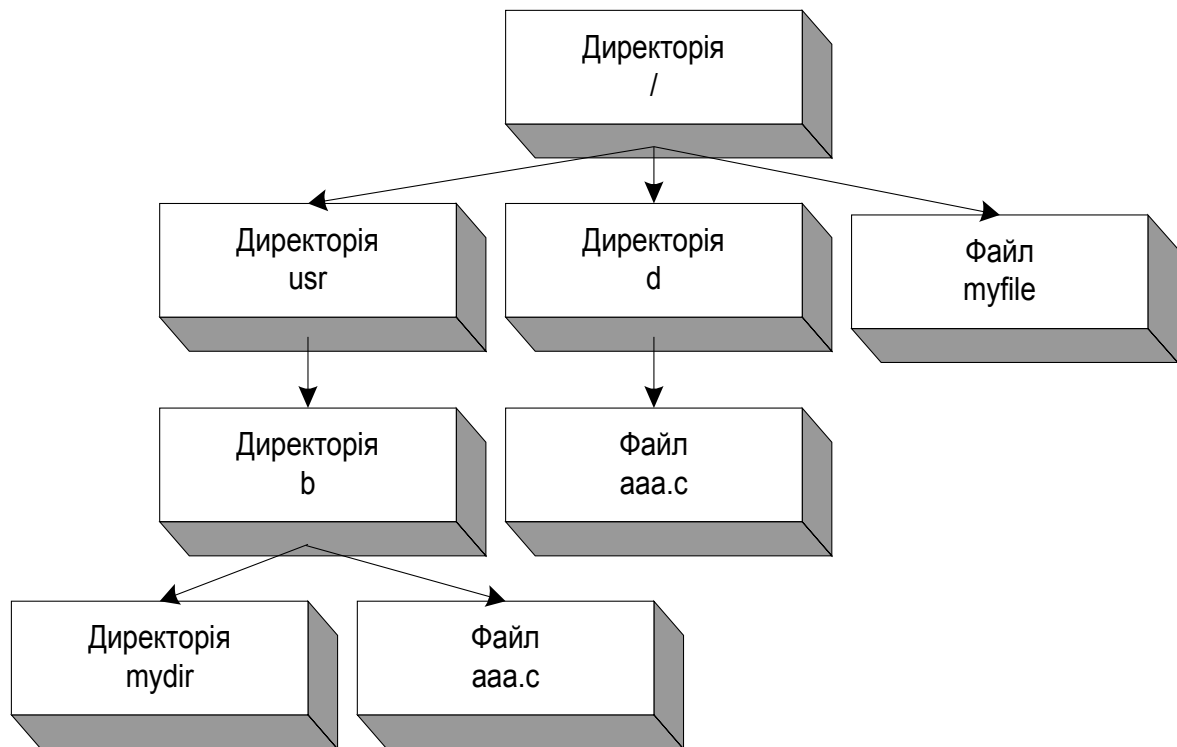 Директорія
/
Директорія
usr
Директорія
d
Файл
myfile
Директорія
b
Файл
aaa.c
Директорія
mydir
Файл
aaa.c